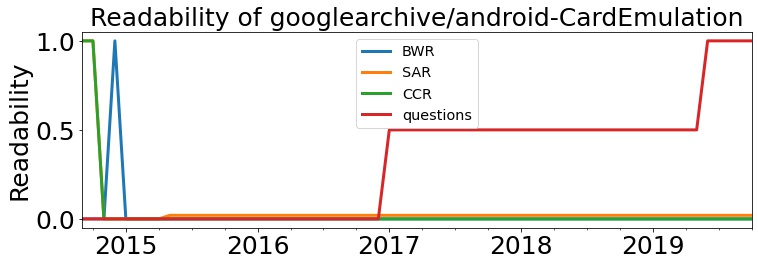 Readability of googlearchive/android-CardEmulation
Readability
1.0
0.5
0.0
BWR
SAR
CCR
questions
2015 2016 2017 2018 2019